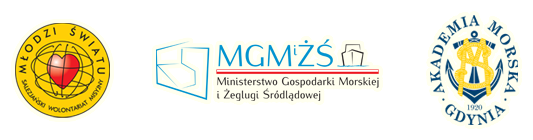 MŁODZI ŚWIATU
SALEZJAŃSKI WOLONTARIAT MISYJNY
MGMiŻŚ
Ministerstwo Gospodarki Morskiej
i Żeglugi Śródlądowej
AKADEMIA MORSKA
GDYNIA
1920